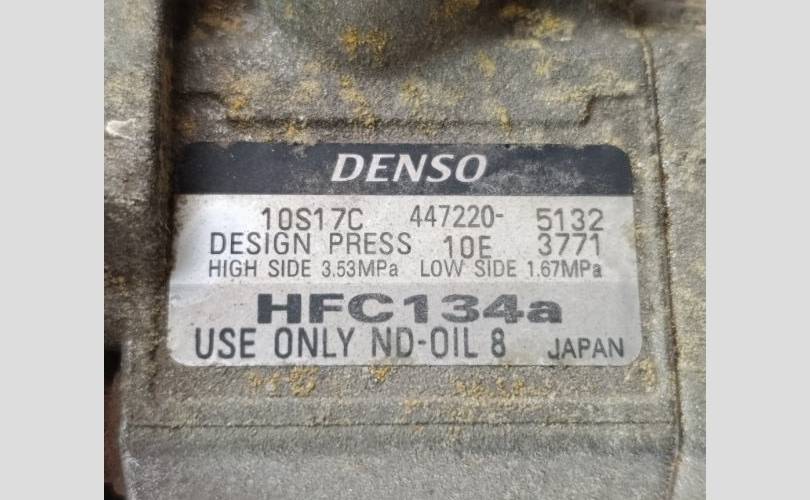 DENSO
10S17C 447220- 5132
DESIGN PRESS 10E 3771
HIGH SIDE 3.53MPa LOW SIDE 1.67MPa
HFC134a
USE ONLY ND-OIL 8 JAPAN